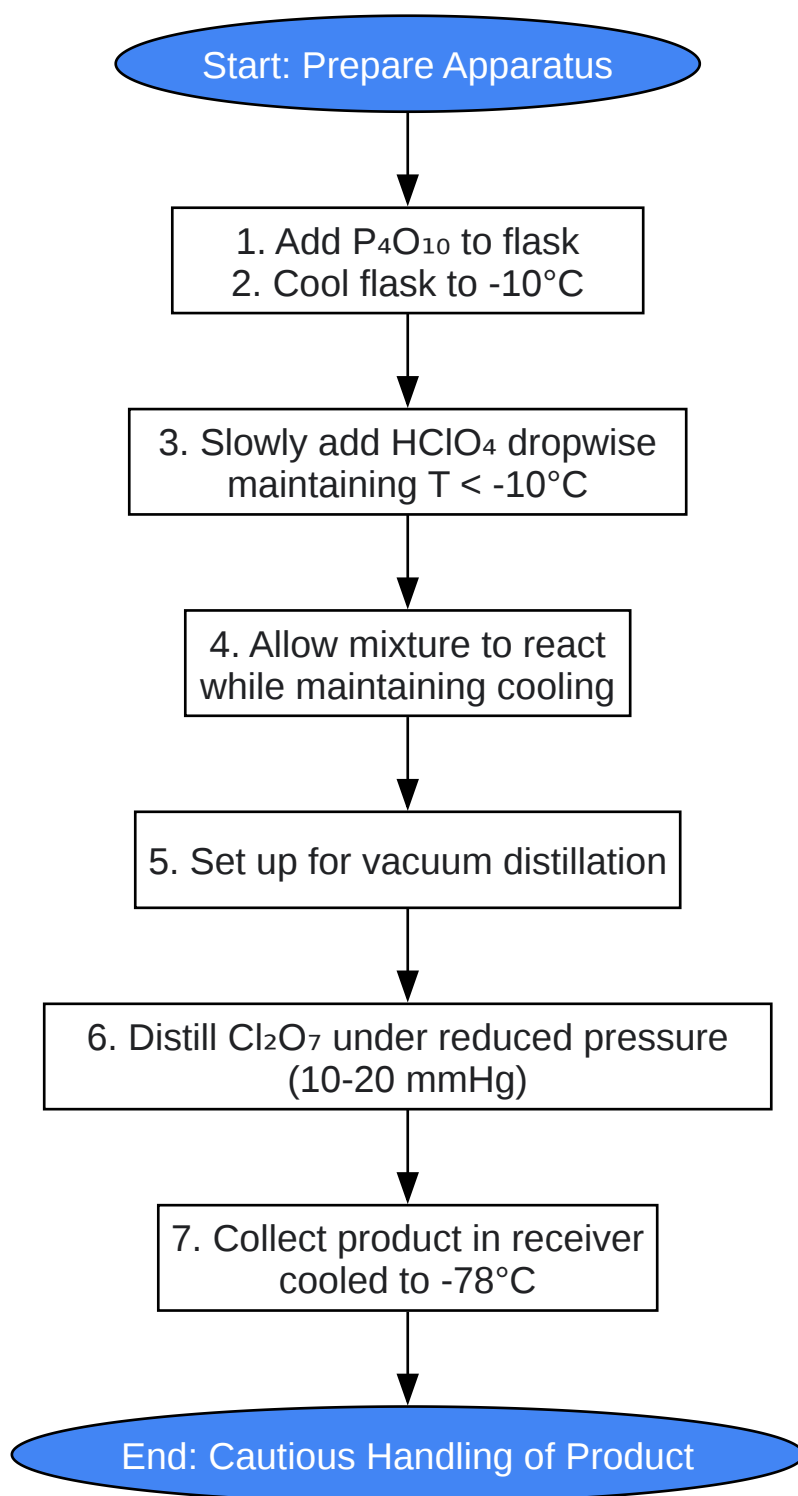 Start: Prepare Apparatus
1. Add P₄O₁₀ to flask
2. Cool flask to -10°C
3. Slowly add HClO₄ dropwise
maintaining T < -10°C
4. Allow mixture to react
while maintaining cooling
5. Set up for vacuum distillation
6. Distill Cl₂O₇ under reduced pressure
(10-20 mmHg)
7. Collect product in receiver
cooled to -78°C
End: Cautious Handling of Product